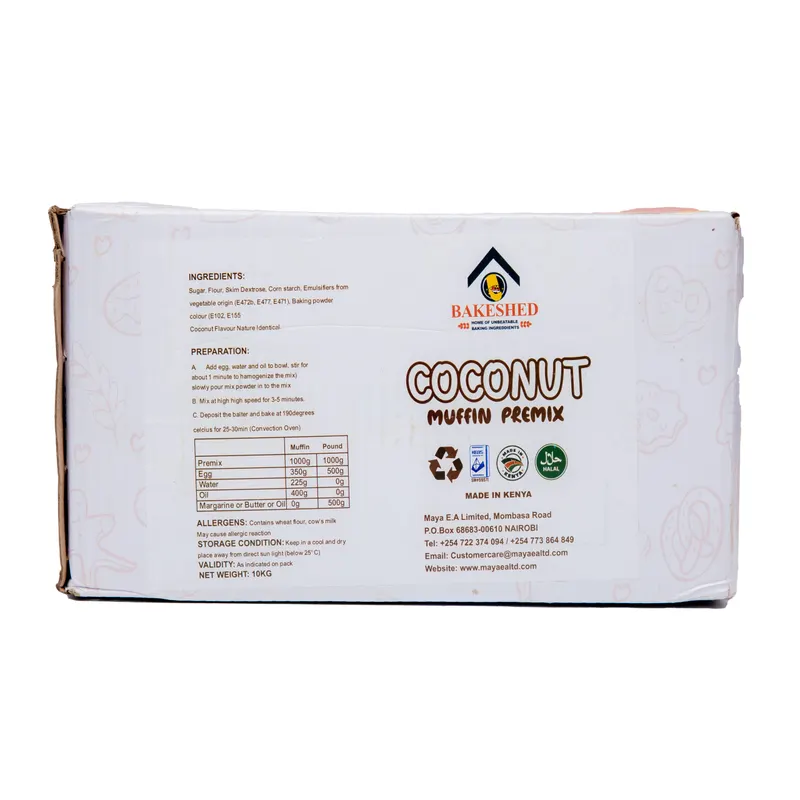 INGREDIENTS:
Sugar, Flour, Skim Dextrose, Corn starch, Emulsifiers from
vegetable origin (E472b, E477, E471), Baking powder
colour (E102, E155
Coconut Flavour Nature Identical.
PREPARATION:
A. Add egg, water and oil to bowl, stir for
about 1 minute to hamogenize the mix)
slowly pour mix powder in to the mix
B. Mix at high high speed for 3-5 minutes.
C. Deposit the balter and bake at 190degrees
celcius for 25-30min (Convection Oven)
Muffin Pound
Premix 1000g 1000g
Egg 350g 500g
Water 225g 0g
Oil 400g 0g
Margarine or Butter or Oil 0g 500g
ALLERGENS: Contains wheat flour, cow's milk
May cause allergic reaction
STORAGE CONDITION: Keep in a cool and dry
place away from direct sun light (below 25°C)
VALIDITY: As indicated on pack
NET WEIGHT: 10KG
BAKESHED
HOME OF UNBEATABLE
BAKING INGREDIENTS
COCONUT
MUFFIN PREMIX
MADE IN
KENYA
حلال
HALAL
MADE IN KENYA
Maya E.A Limited, Mombasa Road
P.O.Box 68683-00610 NAIROBI
Tel: +254 722 374 094 / +254 773 864 849
Email: Customercare@mayaealtd.com
Website: www.mayaealtd.com